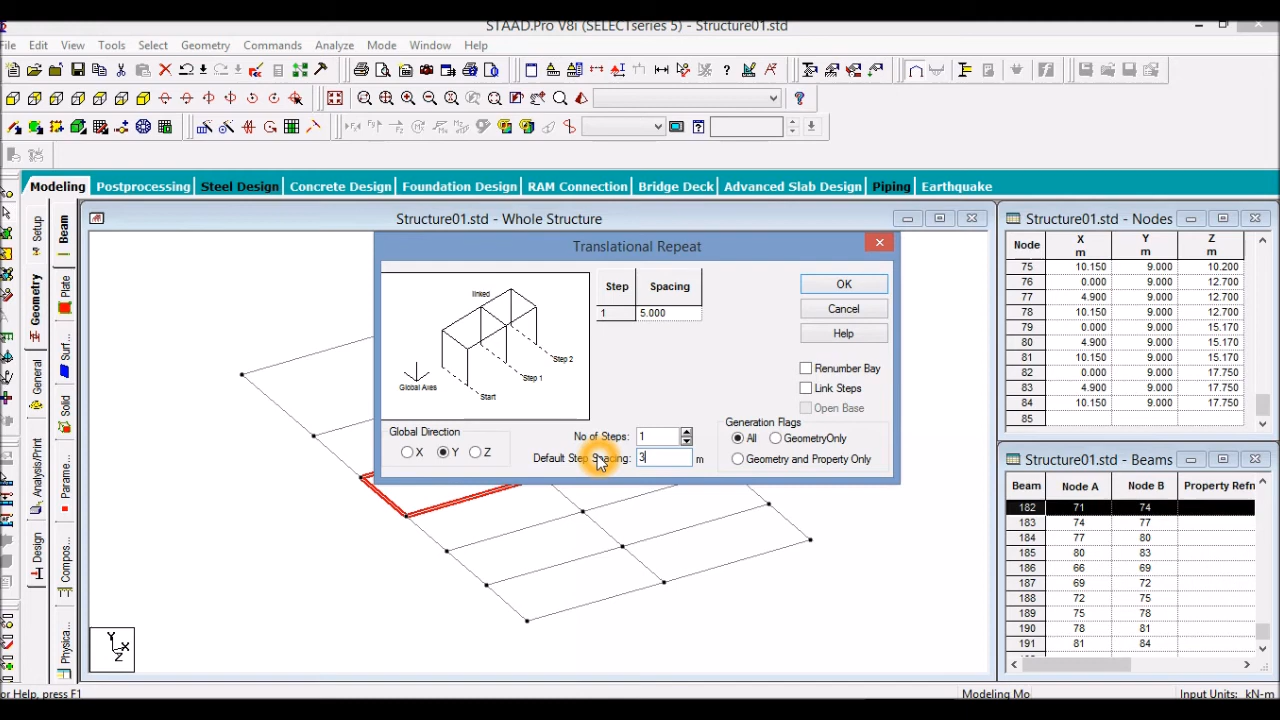 STAAD.Pro V8i (SELECTseries 5) - Structure01.std
File Edit View Tools Select Geometry Commands Analyze Mode Window Help
Modeling Postprocessing Steel Design Concrete Design Foundation Design RAM Connection Bridge Deck Advanced Slab Design Piping Earthquake
Setup
Geometry
General
Analysis/Print
Design
Beam
Plate
Surf...
Solid
Parame...
Compos...
Physica...
Structure01.std - Whole Structure
Translational Repeat
linked
Step 2
Step 1
Start
Global Axes
Step Spacing
1 5.000
OK
Cancel
Help
Renumber Bay
Link Steps
Open Base
Global Direction
X Y Z
No of Steps: 1
Default Step Spacing: 3 m
Generation Flags
All GeometryOnly
Geometry and Property Only
Y
X
Z
Structure01.std - Nodes
Node X m Y m Z m
75 10.150 9.000 10.200
76 0.000 9.000 12.700
77 4.900 9.000 12.700
78 10.150 9.000 12.700
79 0.000 9.000 15.170
80 4.900 9.000 15.170
81 10.150 9.000 15.170
82 0.000 9.000 17.750
83 4.900 9.000 17.750
84 10.150 9.000 17.750
85
Structure01.std - Beams
Beam Node A Node B Property Refn
182 71 74
183 74 77
184 77 80
185 80 83
186 66 69
187 69 72
188 72 75
189 75 78
190 78 81
191 81 84
or Help, press F1
Modeling Mo
Input Units: kN-m